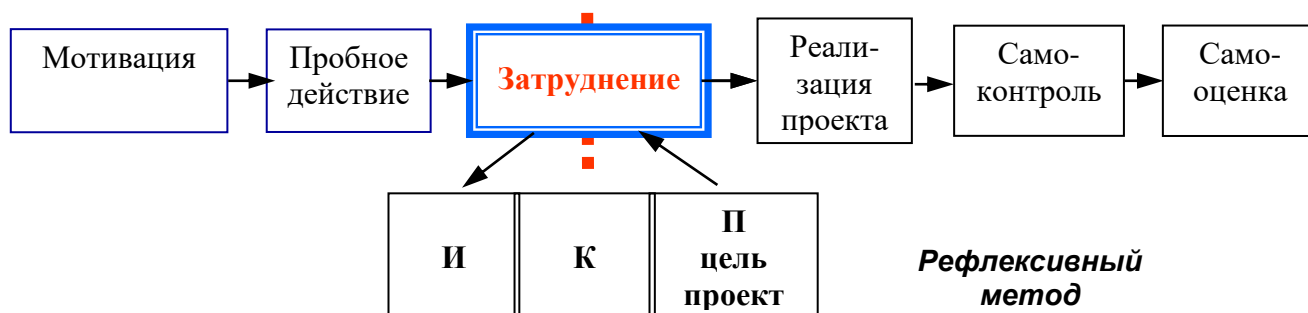 Мотивация
Пробное
действие
Затруднение
Реали-
зация
проекта
Само-
контроль
Само-
оценка
И
К
П
цель
проект
Рефлексивный
метод